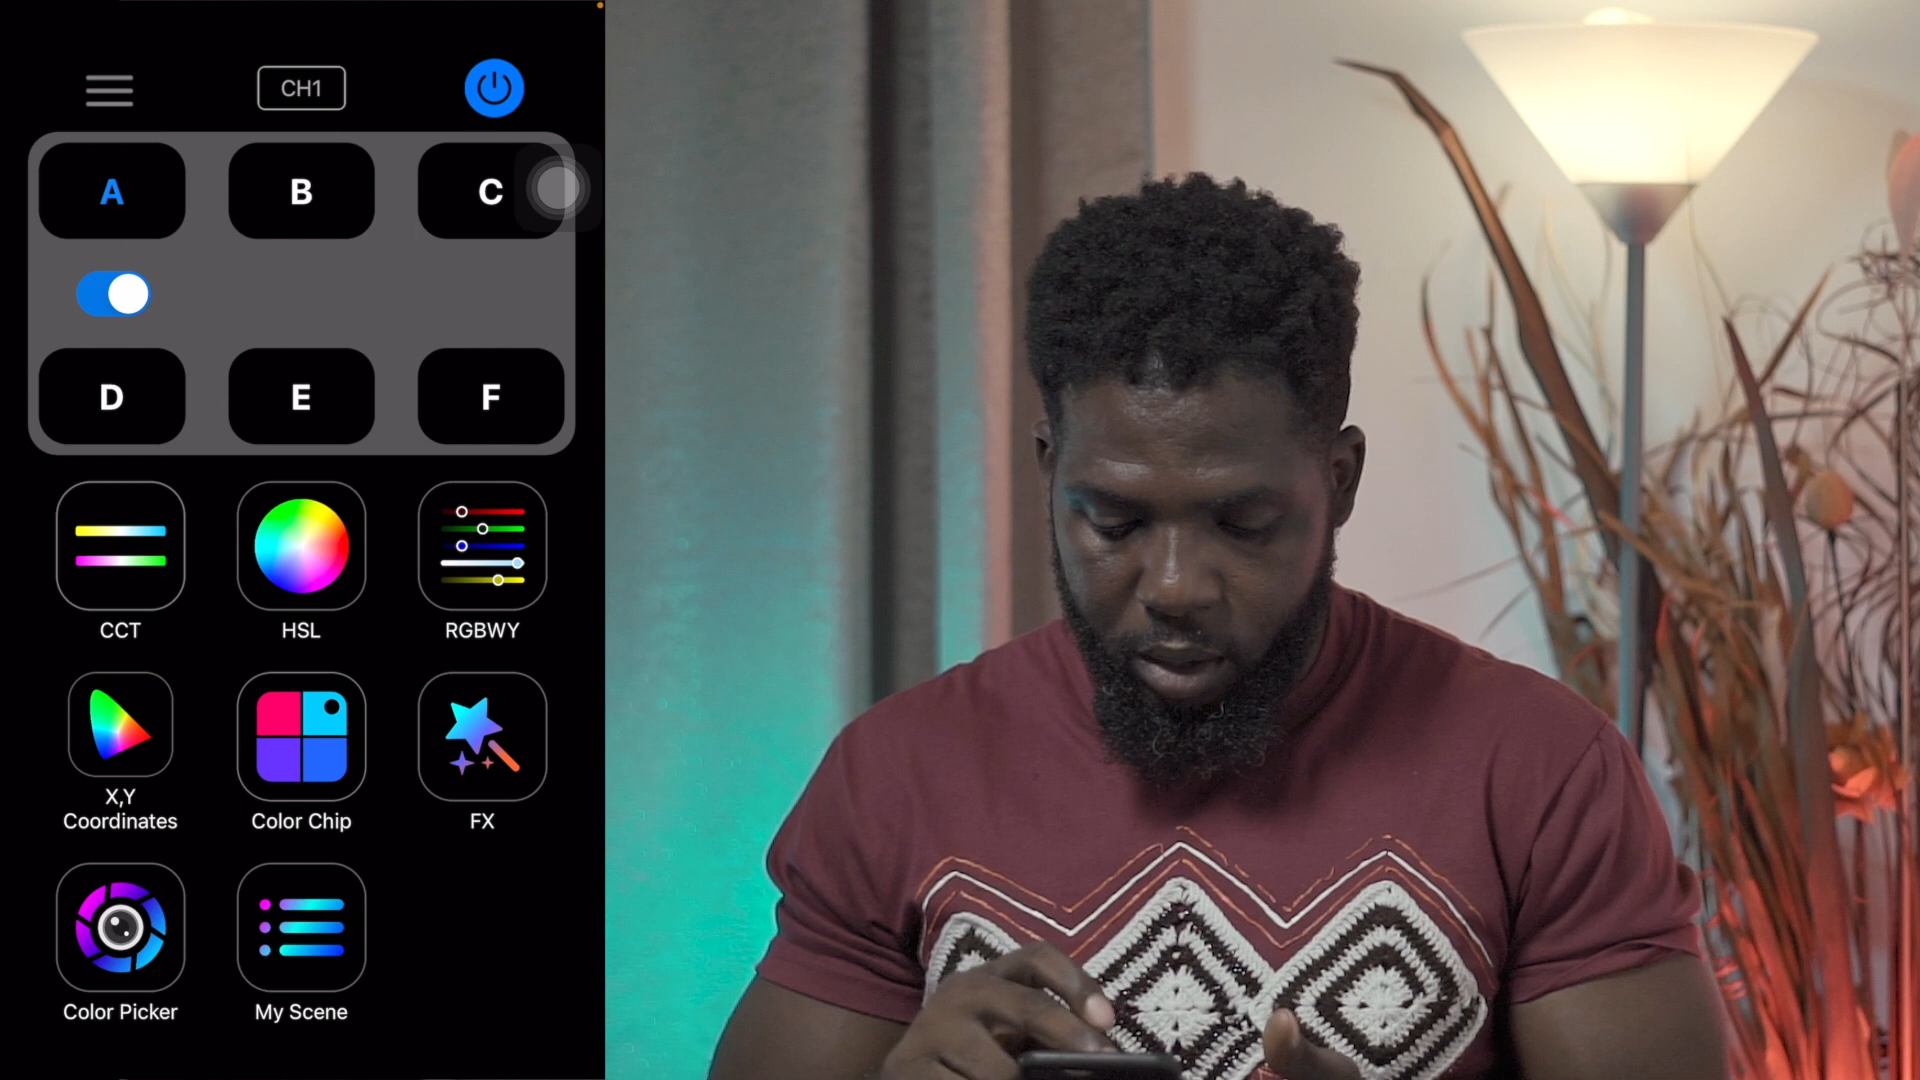 CH1
A B C
D E F
CCT HSL RGBWY
X,Y
Coordinates Color Chip FX
Color Picker My Scene